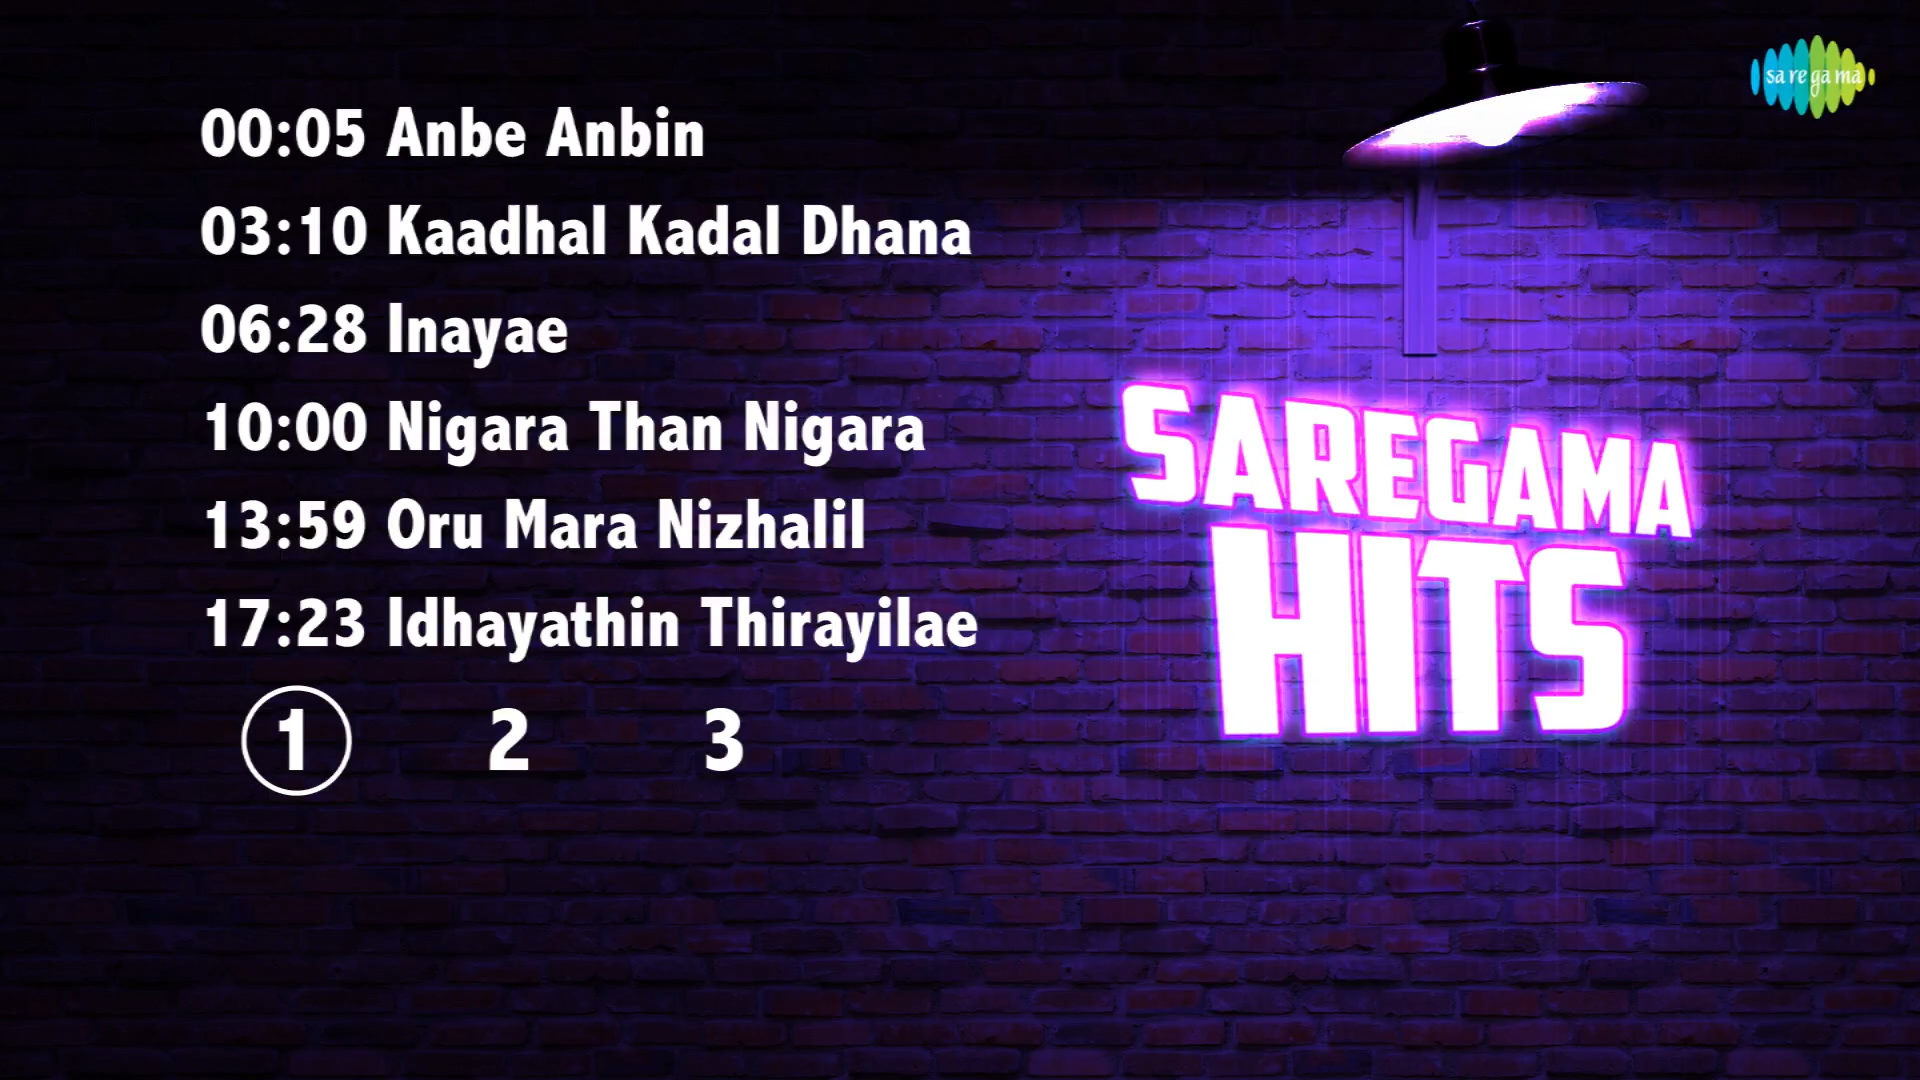 saregama
00:05 Anbe Anbin
03:10 Kaadhal Kadal Dhana
06:28 Inayae
10:00 Nigara Than Nigara
13:59 Oru Mara Nizhalil
17:23 Idhayathin Thirayilae
1 2 3
SAREGAMA
HITS